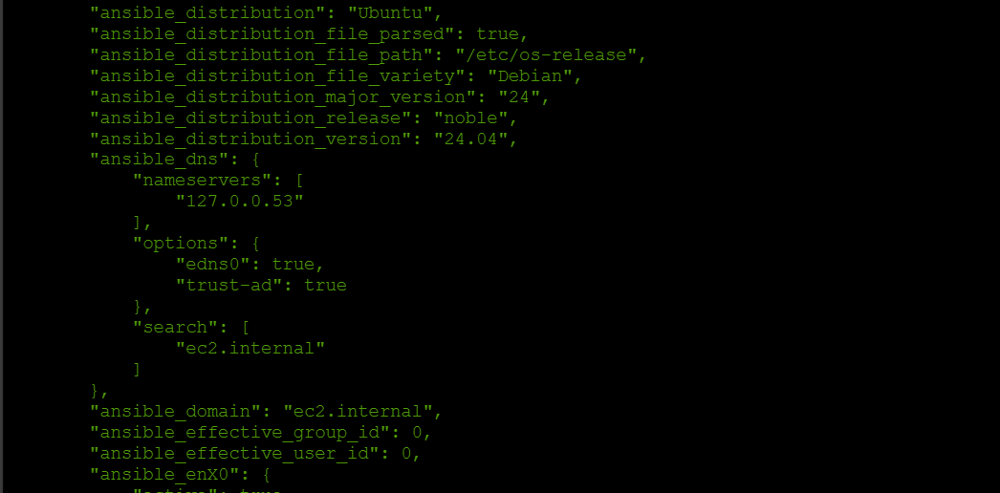 "ansible_distribution": "Ubuntu",
"ansible_distribution_file_parsed": true,
"ansible_distribution_file_path": "/etc/os-release",
"ansible_distribution_file_variety": "Debian",
"ansible_distribution_major_version": "24",
"ansible_distribution_release": "noble",
"ansible_distribution_version": "24.04",
"ansible_dns": {
    "nameservers": [
        "127.0.0.53"
    ],
    "options": {
        "edns0": true,
        "trust-ad": true
    },
    "search": [
        "ec2.internal"
    ]
},
"ansible_domain": "ec2.internal",
"ansible_effective_group_id": 0,
"ansible_effective_user_id": 0,
"ansible_enX0": {